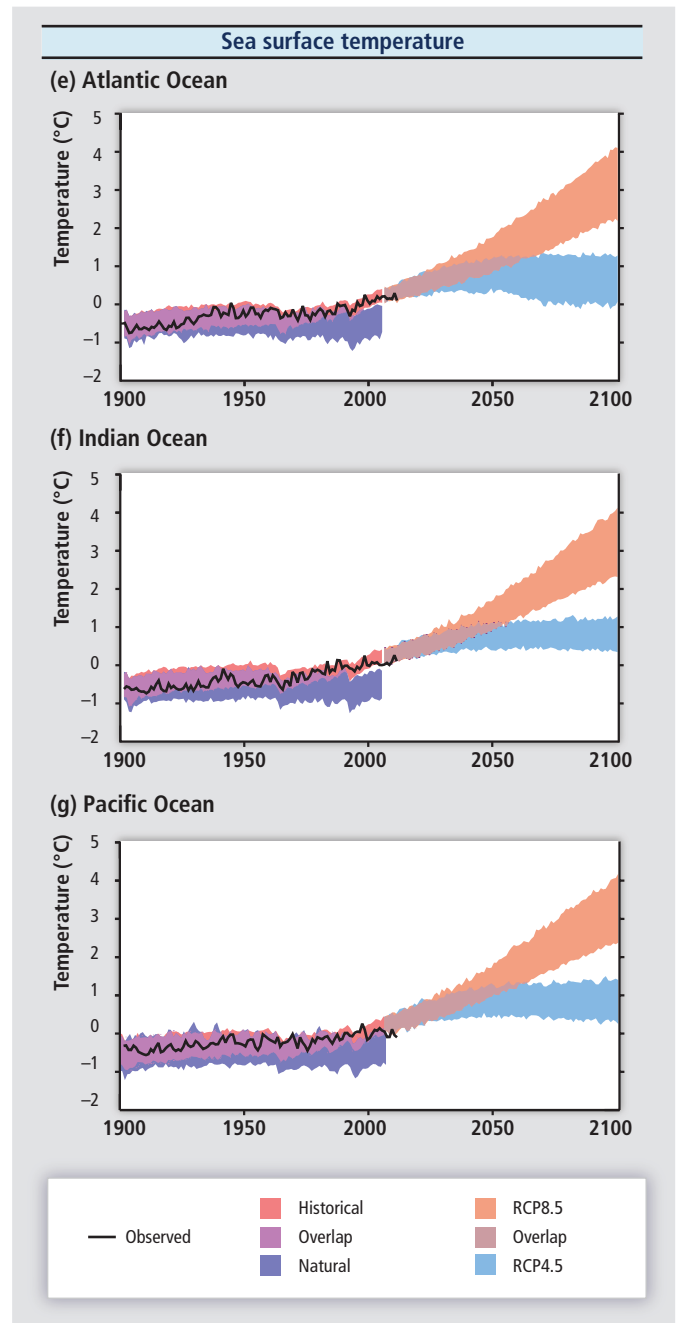 Sea surface temperature
(e) Atlantic Ocean
Temperature (°C)
5
4
3
2
1
0
–1
–2
1900 1950 2000 2050 2100
(f) Indian Ocean
Temperature (°C)
5
4
3
2
1
0
–1
–2
1900 1950 2000 2050 2100
(g) Pacific Ocean
Temperature (°C)
5
4
3
2
1
0
–1
–2
1900 1950 2000 2050 2100
Observed
Historical
Overlap
Natural
RCP8.5
Overlap
RCP4.5